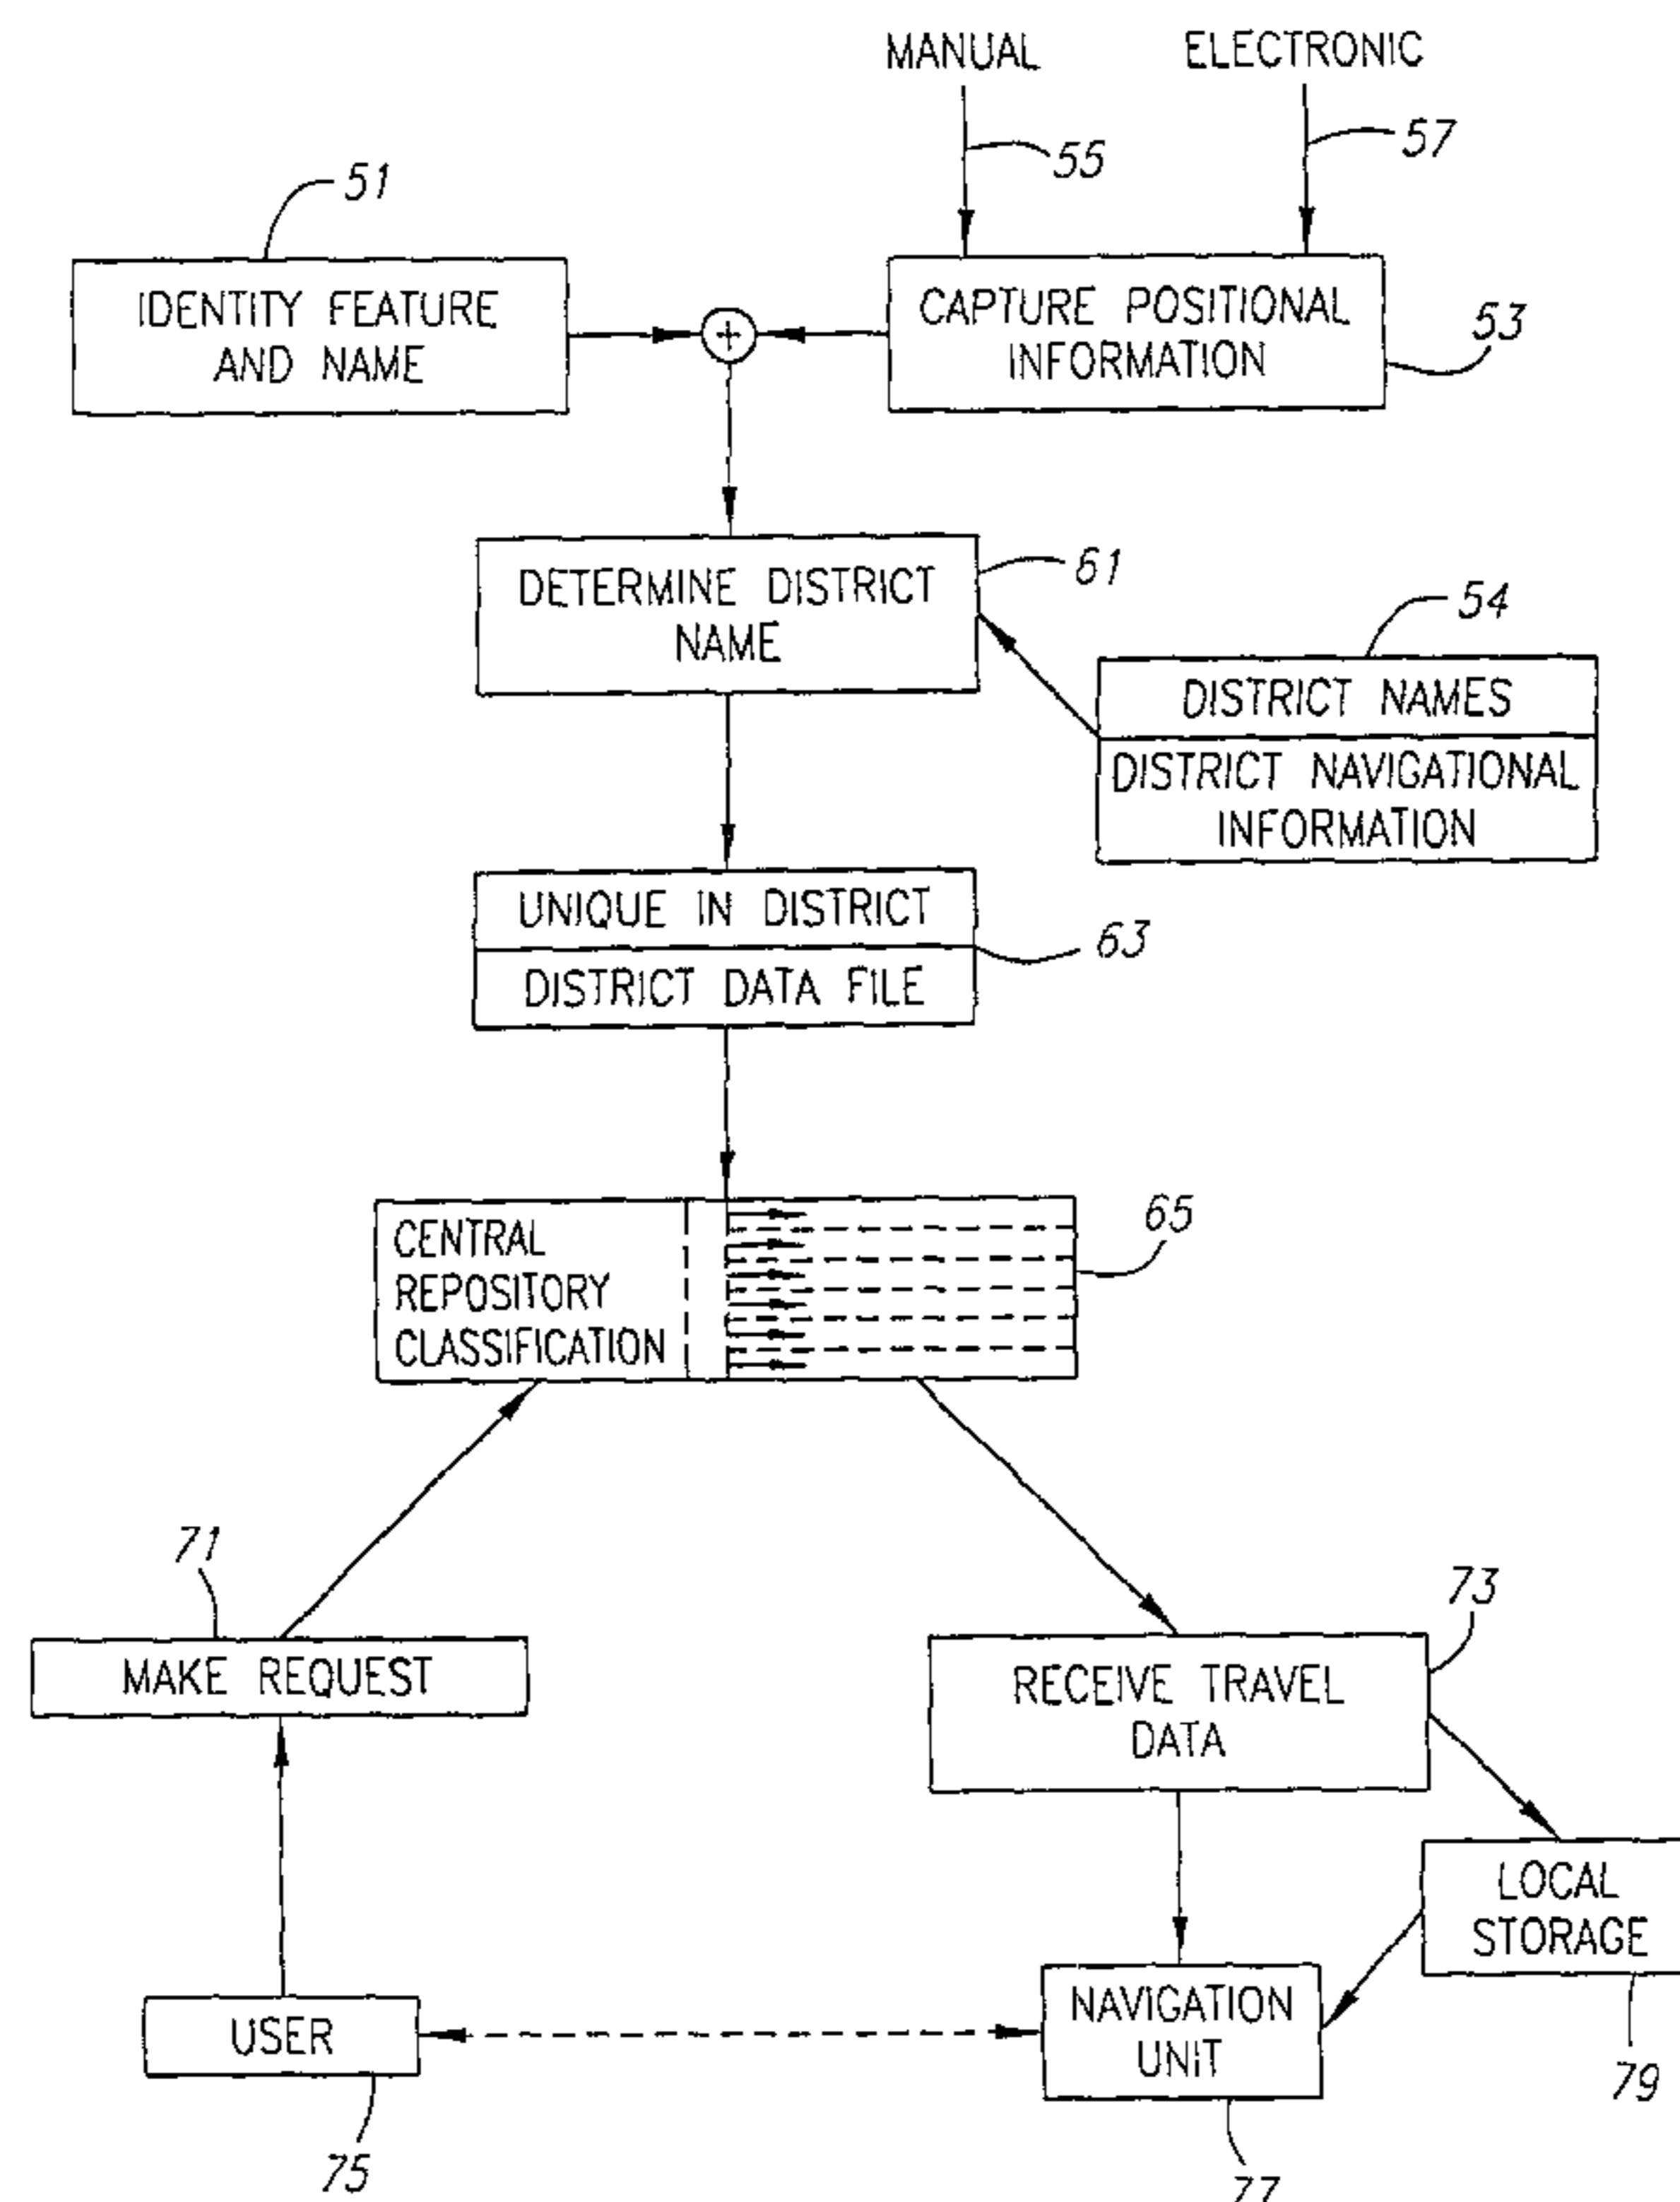 MANUAL
ELECTRONIC
55
57
51
IDENTITY FEATURE
AND NAME
CAPTURE POSITIONAL
INFORMATION
53
+
DETERMINE DISTRICT
NAME
61
54
DISTRICT NAMES
DISTRICT NAVIGATIONAL
INFORMATION
UNIQUE IN DISTRICT
63
DISTRICT DATA FILE
CENTRAL
REPOSITORY
CLASSIFICATION
65
71
MAKE REQUEST
73
RECEIVE TRAVEL
DATA
LOCAL
STORAGE
79
USER
75
NAVIGATION
UNIT
77